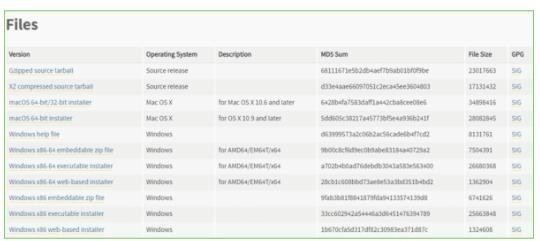 Files
Version Operating System Description MD5 Sum File Size GPG
Gzipped source tarball Source release 68111671e5b2db4aef7b9ab01bf0f9be 23017663 SIG
XZ compressed source tarball Source release d33e4aae66097051c2eca45ee3604803 17131432 SIG
macOS 64-bit/32-bit installer Mac OS X for Mac OS X 10.6 and later 6428b4fa7583daff1a442cba8cee08e6 34898416 SIG
macOS 64-bit installer Mac OS X for OS X 10.9 and later 5dd605c38217a45773bf5e4a936b241f 28082845 SIG
Windows help file Windows d63999573a2c06b2ac56cade6b4f7cd2 8131761 SIG
Windows x86-64 embeddable zip file Windows for AMD64/EM64T/x64 9b00c8cf6d9ec0b9abe83184a40729a2 7504391 SIG
Windows x86-64 executable installer Windows for AMD64/EM64T/x64 a702b4b0ad76debdb3043a583e563400 26680368 SIG
Windows x86-64 web-based installer Windows for AMD64/EM64T/x64 28cb1c608bbd73ae8e53a3bd351b4bd2 1362904 SIG
Windows x86 embeddable zip file Windows 9fab3b81f8841879fda94133574139d8 6741626 SIG
Windows x86 executable installer Windows 33cc602942a54446a3d6451476394789 25663848 SIG
Windows x86 web-based installer Windows 1b670cfa5d317df82c30983ea371d87c 1324608 SIG